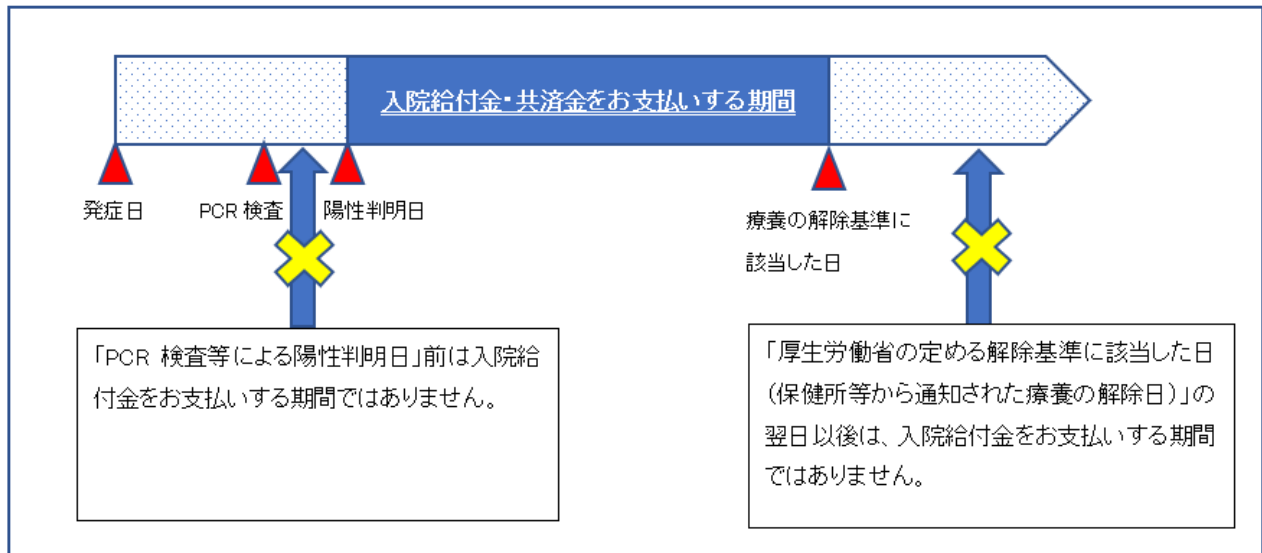 入院給付金・共済金をお支払いする期間
発症日
PCR 検査
陽性判明日
療養の解除基準に
該当した日
「PCR 検査等による陽性判明日」前は入院給
付金をお支払いする期間ではありません。
「厚生労働省の定める解除基準に該当した日
(保健所等から通知された療養の解除日)」の
翌日以後は、入院給付金をお支払いする期間
ではありません。